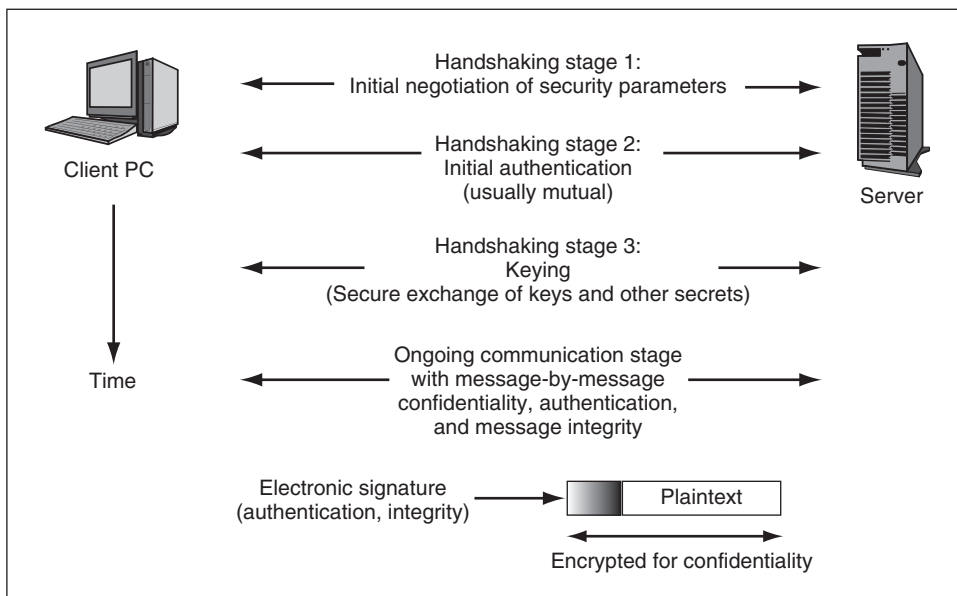 Handshaking stage 1:
Initial negotiation of security parameters
Client PC
Handshaking stage 2:
Initial authentication
(usually mutual)
Server
Handshaking stage 3:
Keying
(Secure exchange of keys and other secrets)
Time
Ongoing communication stage
with message-by-message
confidentiality, authentication,
and message integrity
Electronic signature
(authentication, integrity)
Plaintext
Encrypted for confidentiality